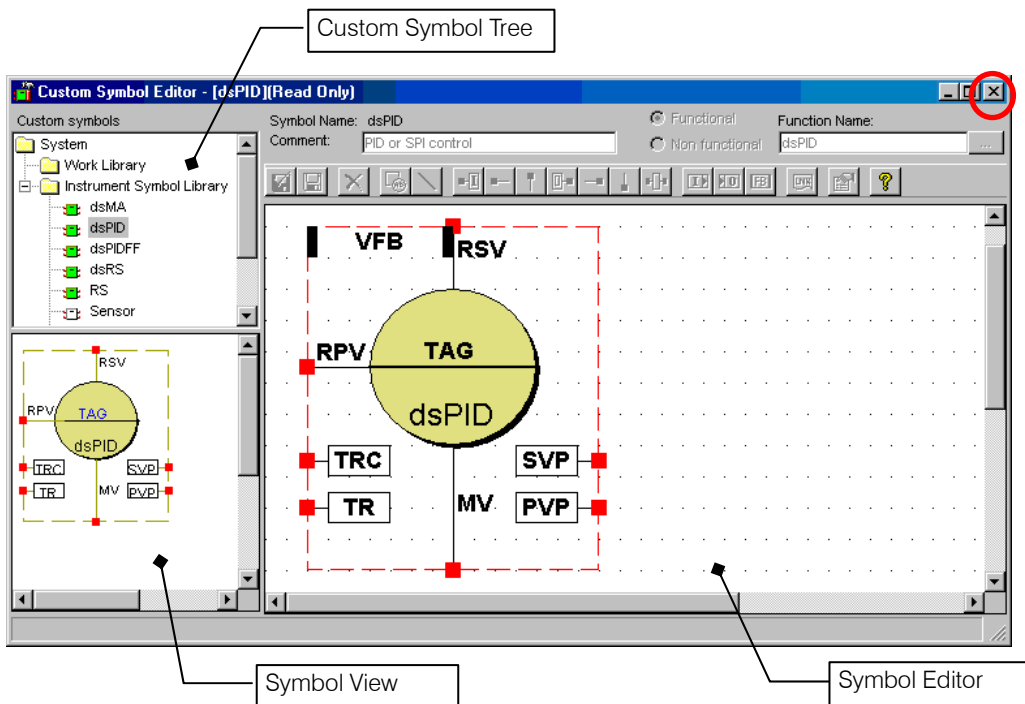 Custom Symbol Tree
Custom Symbol Editor - [dsPID](Read Only)
Custom symbols
System
Work Library
Instrument Symbol Library
dsMA
dsPID
dsPIDFF
dsRS
RS
Sensor
Symbol Name: dsPID
Comment: PID or SPI control
Functional
Non functional
Function Name:
dsPID
...
VFB
RSV
RPV
TAG
dsPID
TRC
SVP
TR
MV
PVP
RSV
RPV
TAG
dsPID
TRC
SVP
TR
MV
PVP
Symbol View
Symbol Editor